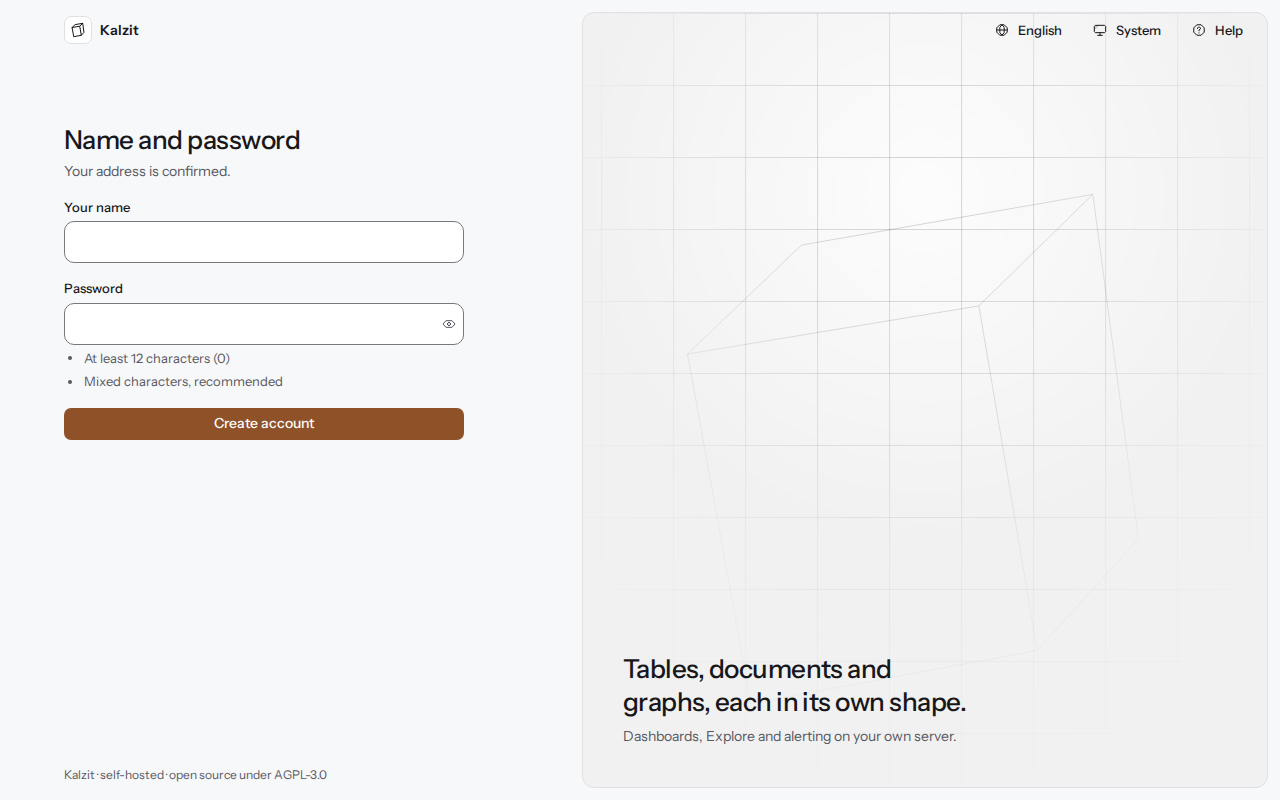 Kalzit
English
System
Help
Name and password
Your address is confirmed.
Your name
Password
At least 12 characters (0)
Mixed characters, recommended
Create account
Tables, documents and
graphs, each in its own shape.
Dashboards, Explore and alerting on your own server.
Kalzit · self-hosted · open source under AGPL-3.0